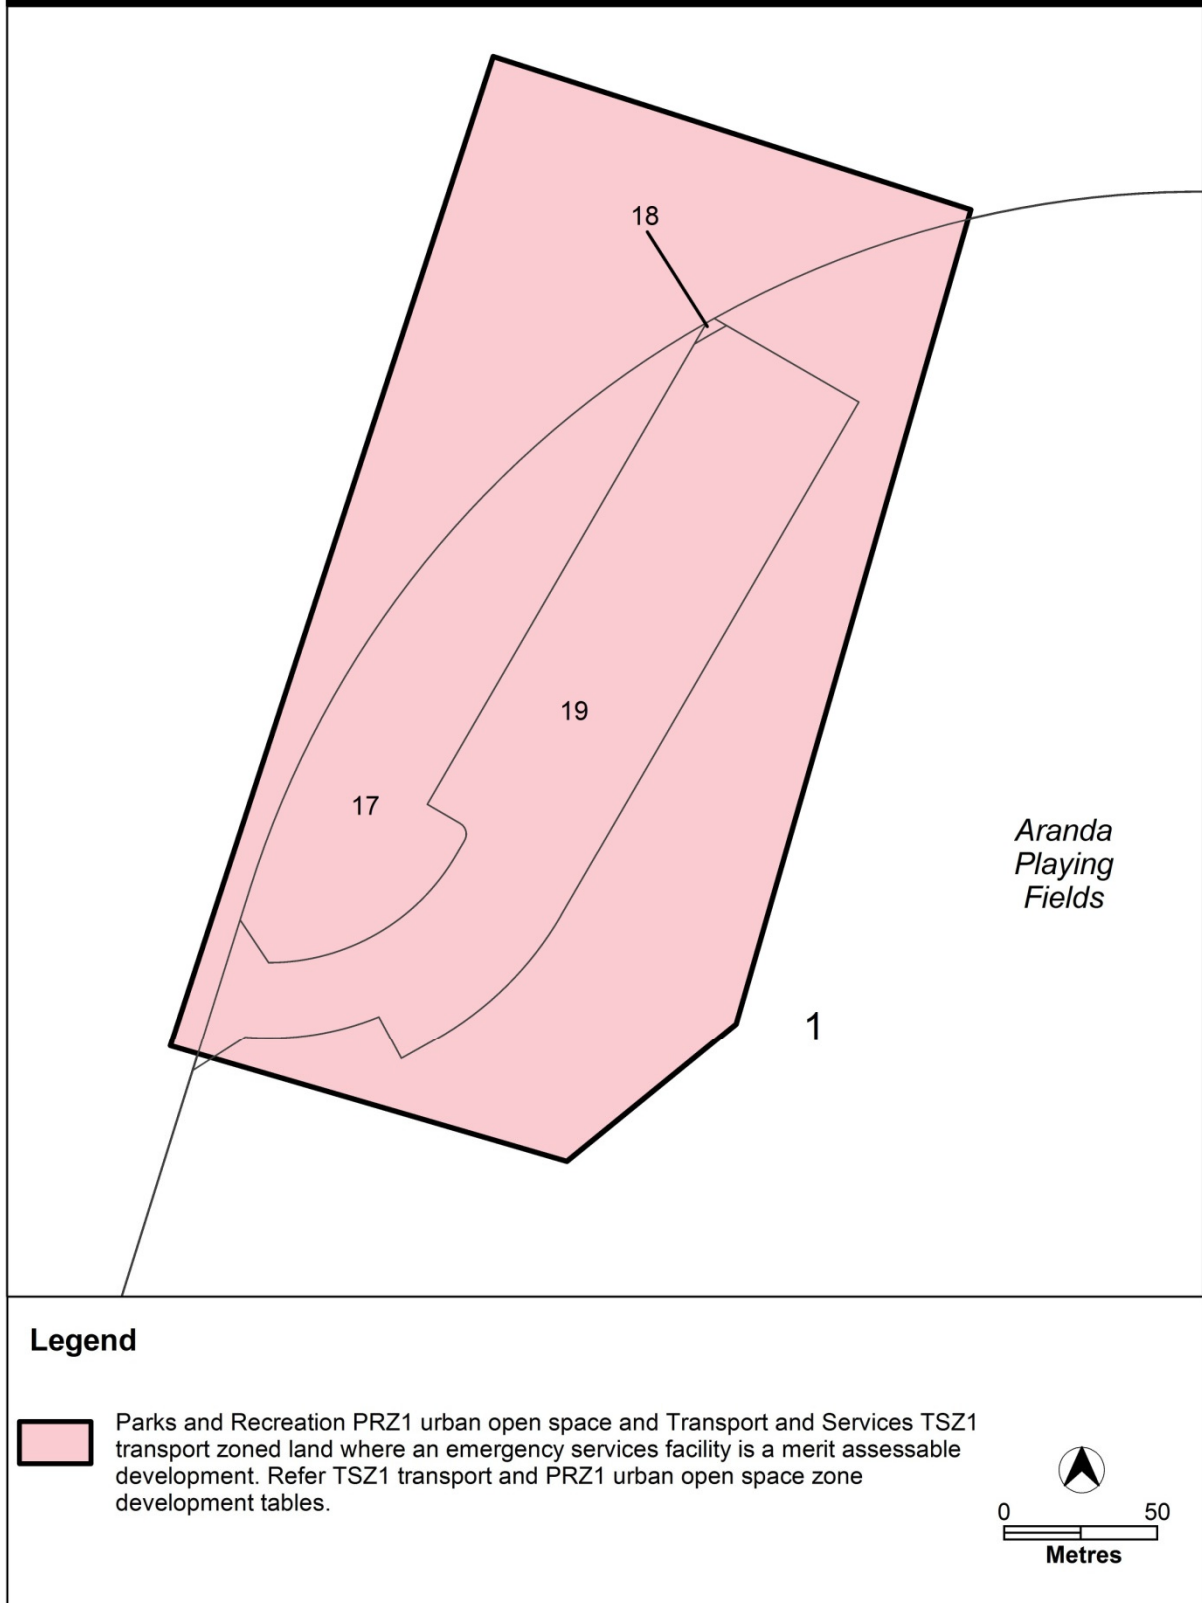 18
19
17
Aranda
Playing
Fields
1
Legend
Parks and Recreation PRZ1 urban open space and Transport and Services TSZ1
transport zoned land where an emergency services facility is a merit assessable
development. Refer TSZ1 transport and PRZ1 urban open space zone
development tables.
0 50
Metres